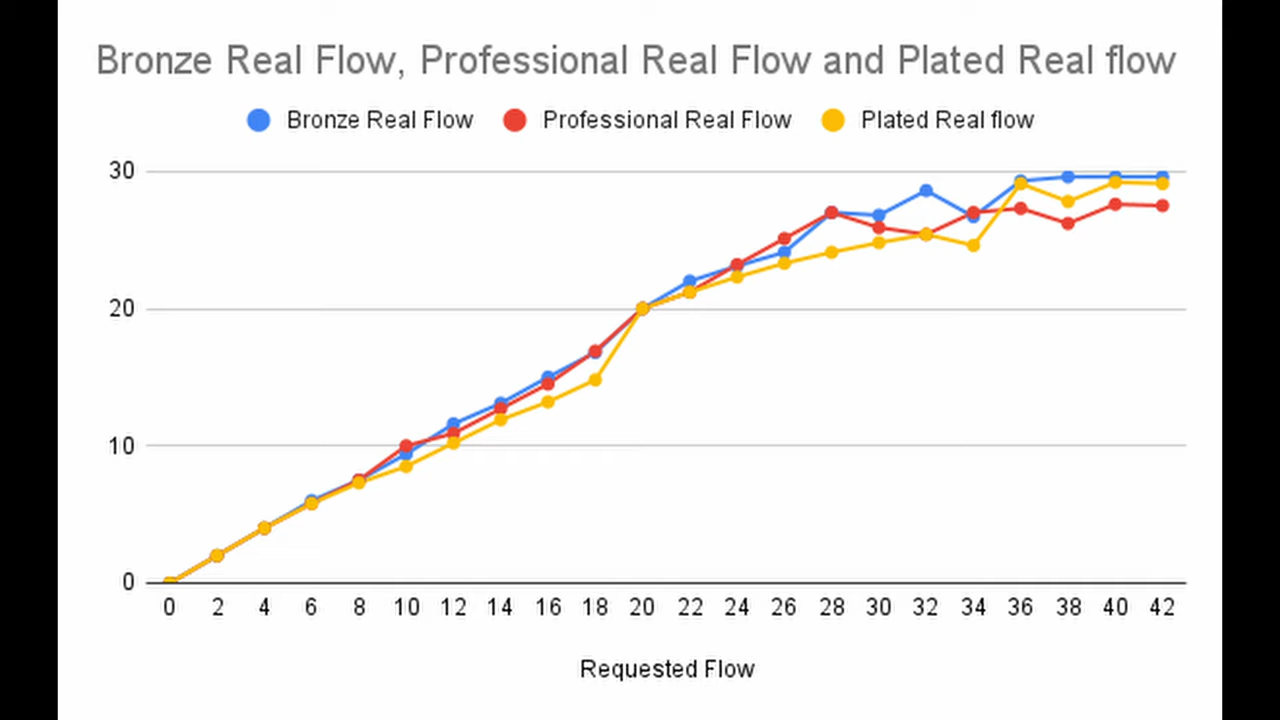 Bronze Real Flow, Professional Real Flow and Plated Real flow
Bronze Real Flow Professional Real Flow Plated Real flow
30
20
10
0
0 2 4 6 8 10 12 14 16 18 20 22 24 26 28 30 32 34 36 38 40 42
Requested Flow